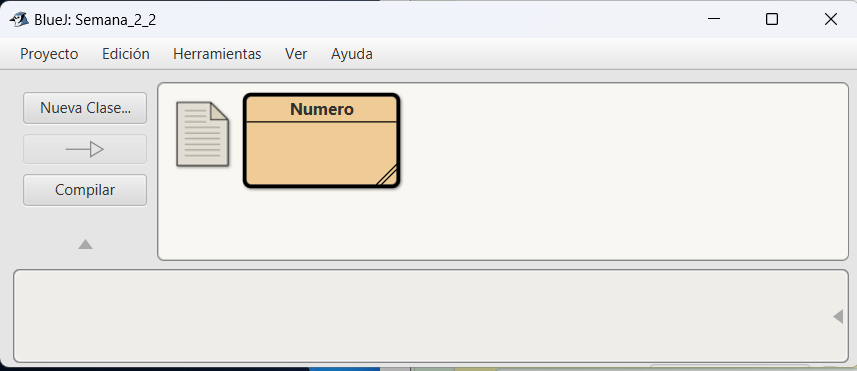 BlueJ: Semana_2_2
Proyecto Edición Herramientas Ver Ayuda
Nueva Clase...
Numero
Compilar